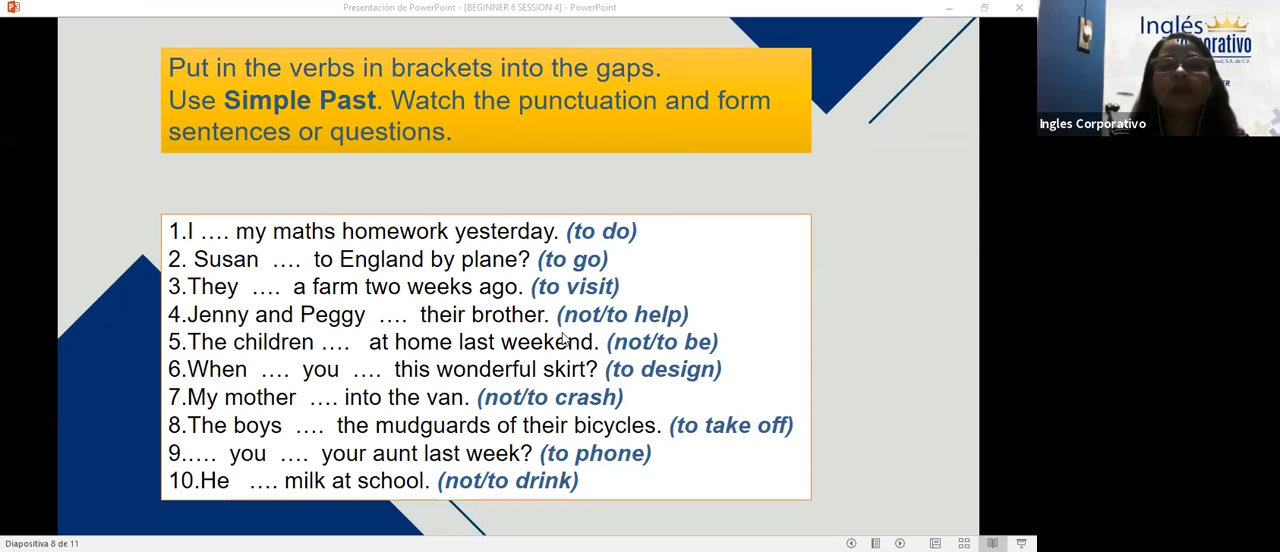 Presentación de PowerPoint - [BEGINNER 6 SESSION 4] - PowerPoint
Put in the verbs in brackets into the gaps.
Use Simple Past. Watch the punctuation and form
sentences or questions.
1.I .... my maths homework yesterday. (to do)
2. Susan .... to England by plane? (to go)
3.They .... a farm two weeks ago. (to visit)
4.Jenny and Peggy .... their brother. (not/to help)
5.The children .... at home last weekend. (not/to be)
6.When .... you .... this wonderful skirt? (to design)
7.My mother .... into the van. (not/to crash)
8.The boys .... the mudguards of their bicycles. (to take off)
9..... you .... your aunt last week? (to phone)
10.He .... milk at school. (not/to drink)
Diapositiva 8 de 11
Inglés
Ingles Corporativo